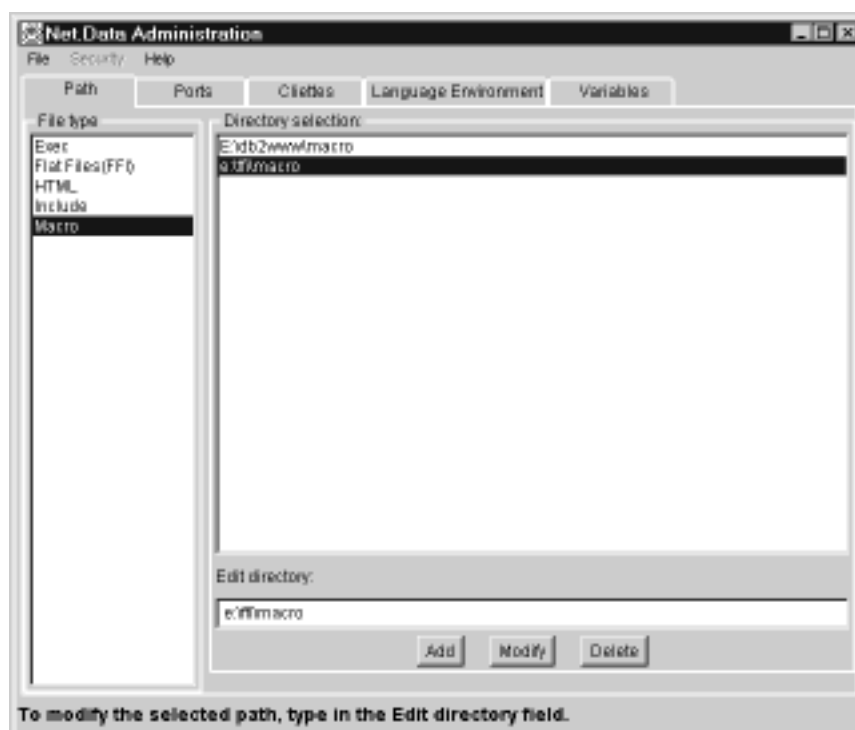 Net.Data Administration
File Security Help
Path Ports Cliettes Language Environment Variables
File type
Directory selection:
Exec
Flat Files(FFI)
HTML
Include
Macro
E:\db2www\macro
e:\ffi\macro
Edit directory:
e:\ffi\macro
Add Modify Delete
To modify the selected path, type in the Edit directory field.